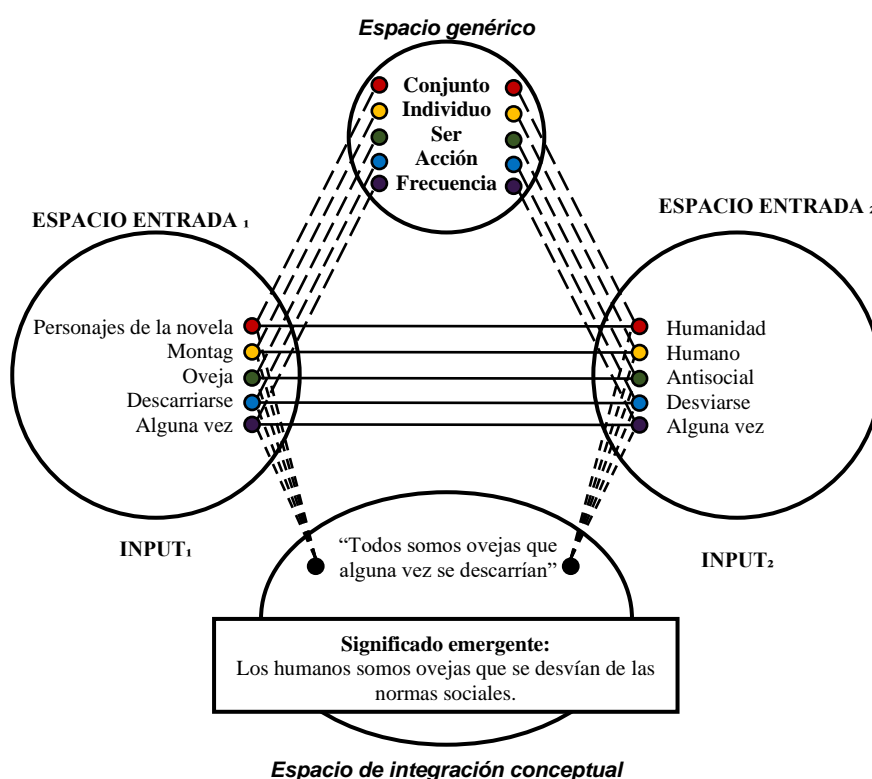 Espacio genérico
Conjunto
Individuo
Ser
Acción
Frecuencia
ESPACIO ENTRADA ₁
ESPACIO ENTRADA ₂
Personajes de la novela
Montag
Oveja
Descarriarse
Alguna vez
Humanidad
Humano
Antisocial
Desviarse
Alguna vez
INPUT₁
INPUT₂
“Todos somos ovejas que
alguna vez se descarrían”
Significado emergente:
Los humanos somos ovejas que se desvían de las
normas sociales.
Espacio de integración conceptual